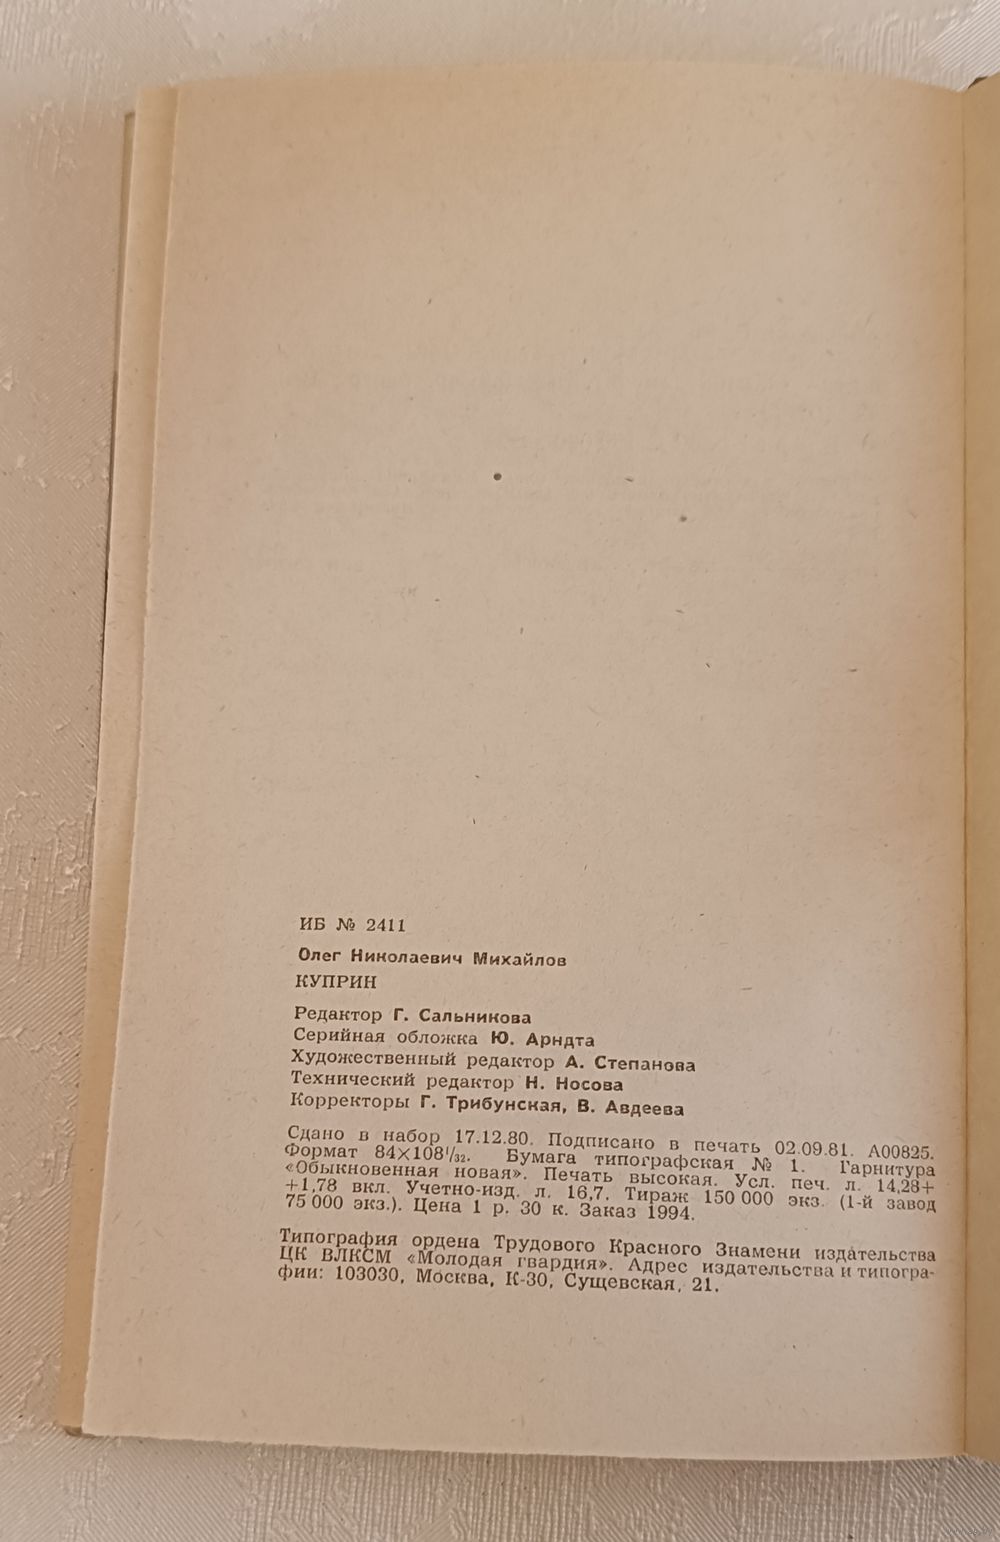 ИБ № 2411
Олег Николаевич Михайлов
КУПРИН
Редактор Г. Сальникова
Серийная обложка Ю. Арндта
Художественный редактор А. Степанова
Технический редактор Н. Носова
Корректоры Г. Трибунская, В. Авдеева
Сдано в набор 17.12.80. Подписано в печать 02.09.81. А00825.
Формат 84×108¹/₃₂. Бумага типографская № 1. Гарнитура
«Обыкновенная новая». Печать высокая. Усл. печ. л. 14,28+
+1,78 вкл. Учетно-изд. л. 16,7. Тираж 150 000 экз. (1-й завод
75 000 экз.). Цена 1 р. 30 к. Заказ 1994.
Типография ордена Трудового Красного Знамени издательства
ЦК ВЛКСМ «Молодая гвардия». Адрес издательства и типогра-
фии: 103030, Москва, К-30, Сущевская, 21.